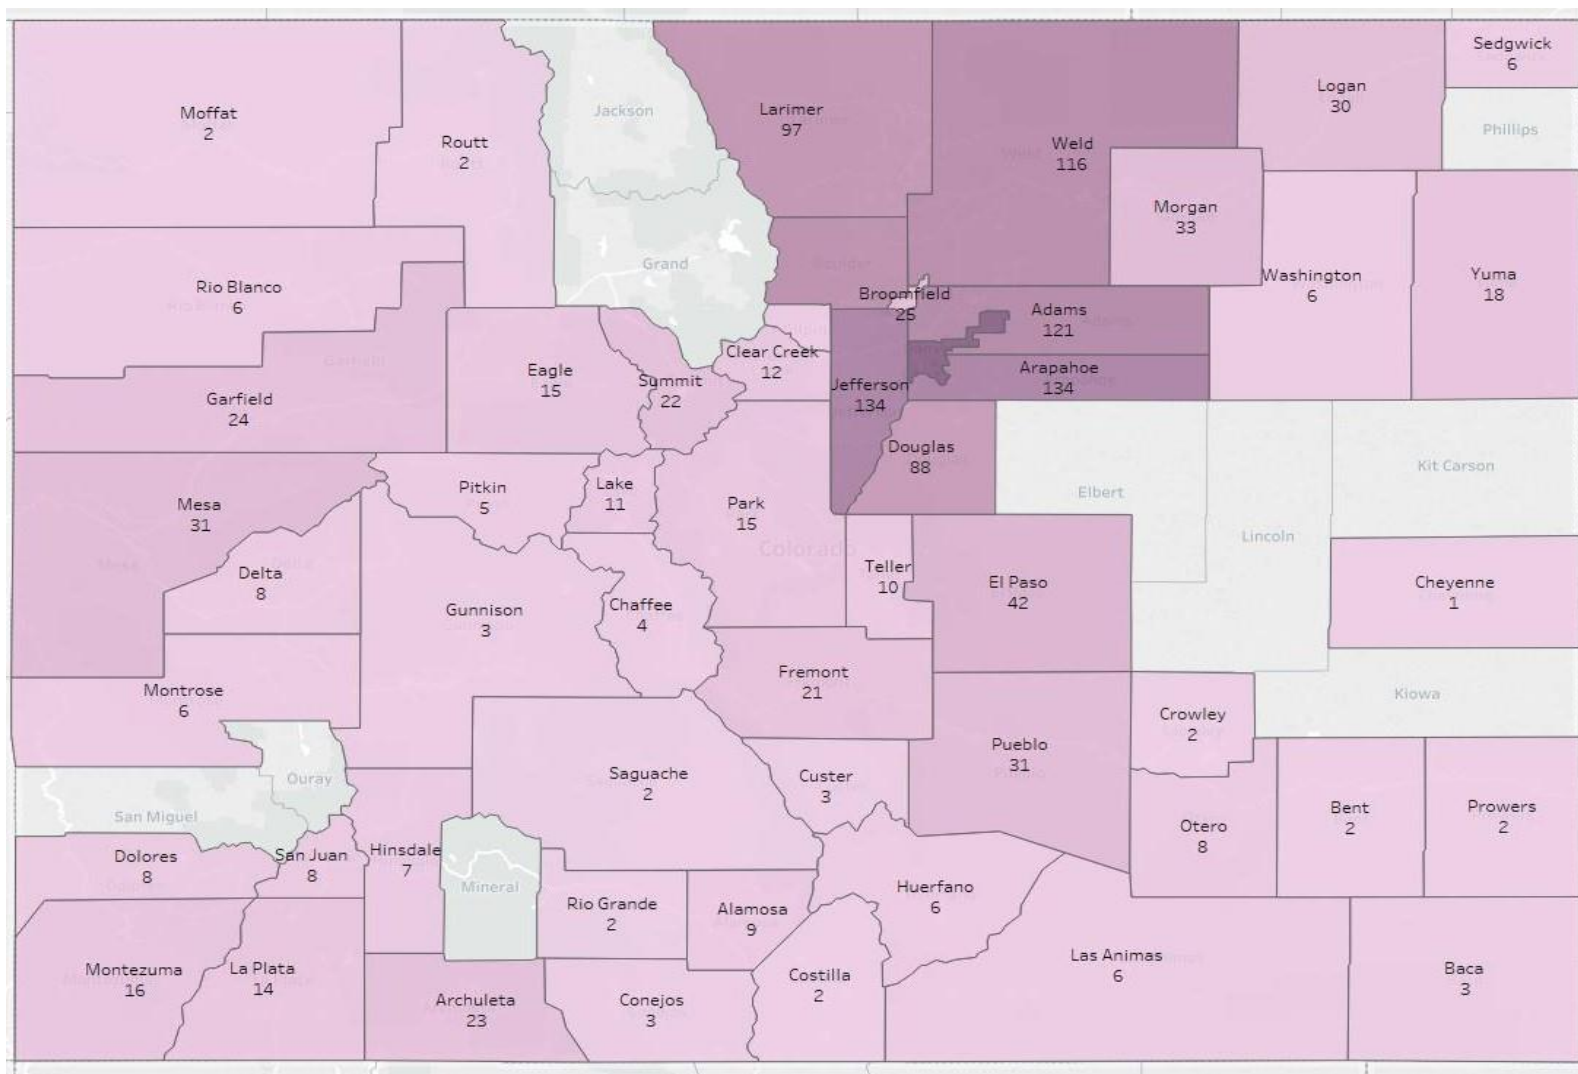 Moffat
2
Routt
2
Jackson
Larimer
97
Weld
116
Logan
30
Sedgwick
6
Phillips
Morgan
33
Rio Blanco
6
Grand
Boulder
Broomfield
25
Adams
121
Washington
6
Yuma
18
Garfield
Garfield
24
Eagle
15
Summit
22
Gilpin
Clear Creek
12
Jefferson
134
Arapahoe
134
Douglas
88
Elbert
Lincoln
Kit Carson
Mesa
31
Pitkin
5
Lake
11
Park
15
Colorado
Teller
10
El Paso
42
Cheyenne
1
Delta
8
Gunnison
3
Chaffee
4
Fremont
21
Kiowa
Montrose
6
Ouray
San Miguel
Saguache
2
Custer
3
Pueblo
31
Crowley
2
Otero
8
Bent
2
Prowers
2
Dolores
8
San Juan
8
Hinsdale
7
Mineral
Rio Grande
2
Alamosa
9
Huerfano
6
Montezuma
16
La Plata
14
Archuleta
23
Conejos
3
Costilla
2
Las Animas
6
Baca
3